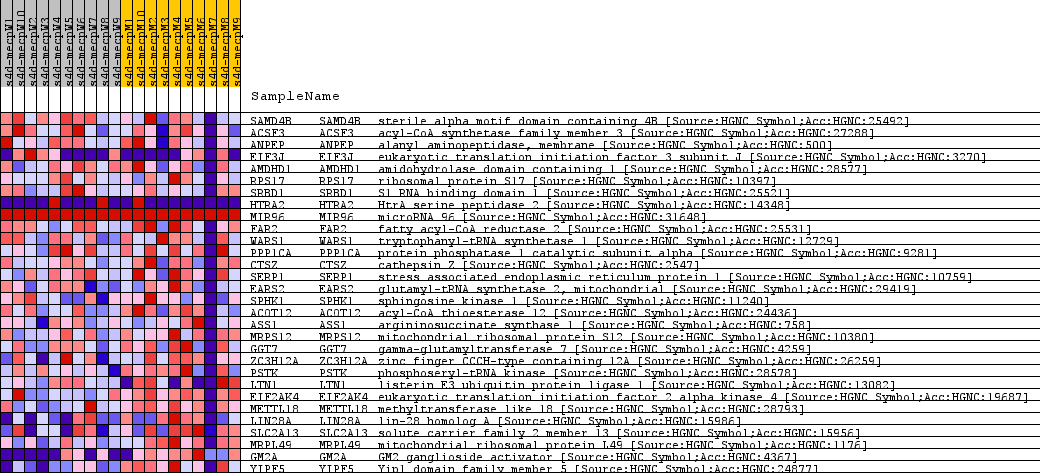 s4d-mecpW1
s4d-mecpW10
s4d-mecpW2
s4d-mecpW3
s4d-mecpW4
s4d-mecpW5
s4d-mecpW6
s4d-mecpW7
s4d-mecpW8
s4d-mecpW9
s4d-mecpM1
s4d-mecpM10
s4d-mecpM2
s4d-mecpM3
s4d-mecpM4
s4d-mecpM5
s4d-mecpM6
s4d-mecpM7
s4d-mecpM8
s4d-mecpM9
SampleName
SAMD4B SAMD4B sterile alpha motif domain containing 4B [Source:HGNC Symbol;Acc:HGNC:25492]
ACSF3 ACSF3 acyl-CoA synthetase family member 3 [Source:HGNC Symbol;Acc:HGNC:27288]
ANPEP ANPEP alanyl aminopeptidase, membrane [Source:HGNC Symbol;Acc:HGNC:500]
EIF3J EIF3J eukaryotic translation initiation factor 3 subunit J [Source:HGNC Symbol;Acc:HGNC:3270]
AMDHD1 AMDHD1 amidohydrolase domain containing 1 [Source:HGNC Symbol;Acc:HGNC:28577]
RPS17 RPS17 ribosomal protein S17 [Source:HGNC Symbol;Acc:HGNC:10397]
SRBD1 SRBD1 S1 RNA binding domain 1 [Source:HGNC Symbol;Acc:HGNC:25521]
HTRA2 HTRA2 HtrA serine peptidase 2 [Source:HGNC Symbol;Acc:HGNC:14348]
MIR96 MIR96 microRNA 96 [Source:HGNC Symbol;Acc:HGNC:31648]
FAR2 FAR2 fatty acyl-CoA reductase 2 [Source:HGNC Symbol;Acc:HGNC:25531]
WARS1 WARS1 tryptophanyl-tRNA synthetase 1 [Source:HGNC Symbol;Acc:HGNC:12729]
PPP1CA PPP1CA protein phosphatase 1 catalytic subunit alpha [Source:HGNC Symbol;Acc:HGNC:9281]
CTSZ CTSZ cathepsin Z [Source:HGNC Symbol;Acc:HGNC:2547]
SERP1 SERP1 stress associated endoplasmic reticulum protein 1 [Source:HGNC Symbol;Acc:HGNC:10759]
EARS2 EARS2 glutamyl-tRNA synthetase 2, mitochondrial [Source:HGNC Symbol;Acc:HGNC:29419]
SPHK1 SPHK1 sphingosine kinase 1 [Source:HGNC Symbol;Acc:HGNC:11240]
ACOT12 ACOT12 acyl-CoA thioesterase 12 [Source:HGNC Symbol;Acc:HGNC:24436]
ASS1 ASS1 argininosuccinate synthase 1 [Source:HGNC Symbol;Acc:HGNC:758]
MRPS12 MRPS12 mitochondrial ribosomal protein S12 [Source:HGNC Symbol;Acc:HGNC:10380]
GGT7 GGT7 gamma-glutamyltransferase 7 [Source:HGNC Symbol;Acc:HGNC:4259]
ZC3H12A ZC3H12A zinc finger CCCH-type containing 12A [Source:HGNC Symbol;Acc:HGNC:26259]
PSTK PSTK phosphoseryl-tRNA kinase [Source:HGNC Symbol;Acc:HGNC:28578]
LTN1 LTN1 listerin E3 ubiquitin protein ligase 1 [Source:HGNC Symbol;Acc:HGNC:13082]
EIF2AK4 EIF2AK4 eukaryotic translation initiation factor 2 alpha kinase 4 [Source:HGNC Symbol;Acc:HGNC:19687]
METTL18 METTL18 methyltransferase like 18 [Source:HGNC Symbol;Acc:HGNC:28793]
LIN28A LIN28A lin-28 homolog A [Source:HGNC Symbol;Acc:HGNC:15986]
SLC2A13 SLC2A13 solute carrier family 2 member 13 [Source:HGNC Symbol;Acc:HGNC:15956]
MRPL49 MRPL49 mitochondrial ribosomal protein L49 [Source:HGNC Symbol;Acc:HGNC:1176]
GM2A GM2A GM2 ganglioside activator [Source:HGNC Symbol;Acc:HGNC:4367]
YIPF5 YIPF5 Yip1 domain family member 5 [Source:HGNC Symbol;Acc:HGNC:24877]